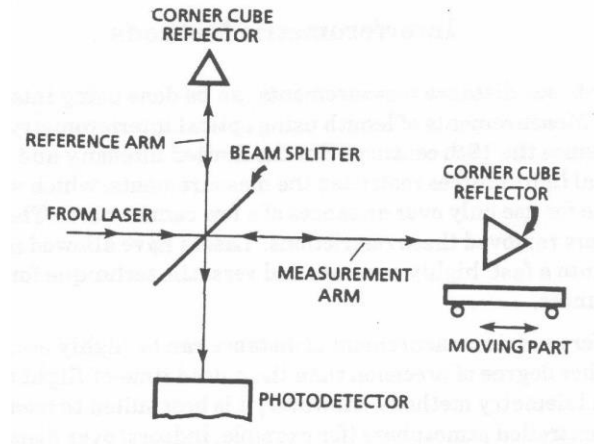 CORNER CUBE
REFLECTOR
REFERENCE ARM
BEAM SPLITTER
CORNER CUBE
REFLECTOR
FROM LASER
MEASUREMENT
ARM
MOVING PART
PHOTODETECTOR